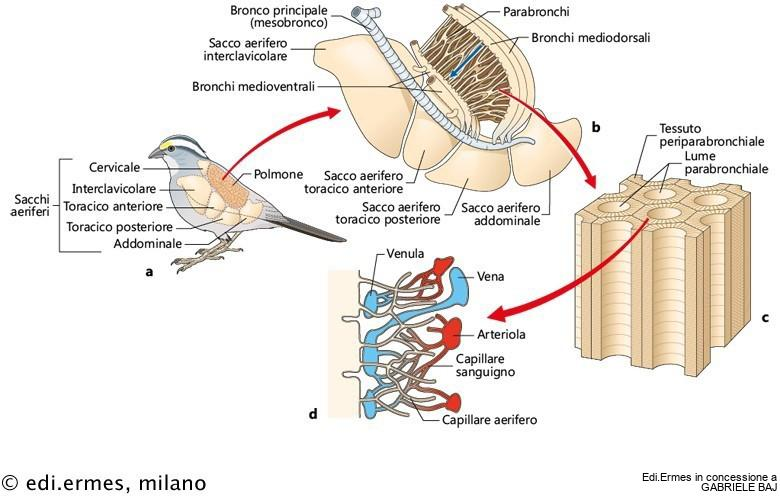 Bronco principale
(mesobronco)
Parabronchi
Bronchi mediodorsali
Sacco aerifero
interclavicolare
Bronchi medioventrali
b
Tessuto
periparabronchiale
Lume
parabronchiale
Cervicale
Polmone
Sacchi
aeriferi
Interclavicolare
Toracico anteriore
Toracico posteriore
Addominale
a
Sacco aerifero
toracico anteriore
Sacco aerifero
toracico posteriore
Sacco aerifero
addominale
Venula
Vena
Arteriola
Capillare
sanguigno
Capillare aerifero
d
c
© edi.ermes, milano
Edi.Ermes in concessione a
GABRIELE BAJ